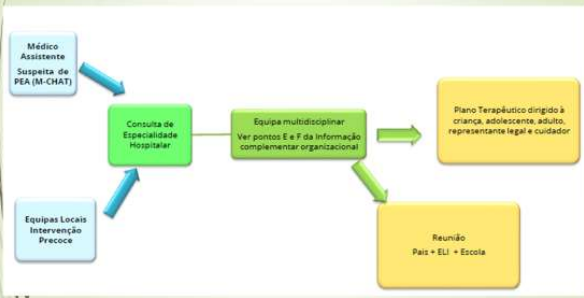 Médico
Assistente
Suspeita de
PEA (M-CHAT)
Equipas Locais
Intervenção
Precoce
Consulta de
Especialidade
Hospitalar
Equipa multidisciplinar
Ver pontos E e F da Informação
complementar organizacional
Plano Terapêutico dirigido à
criança, adolescente, adulto,
representante legal e cuidador
Reunião
Pais + ELI + Escola